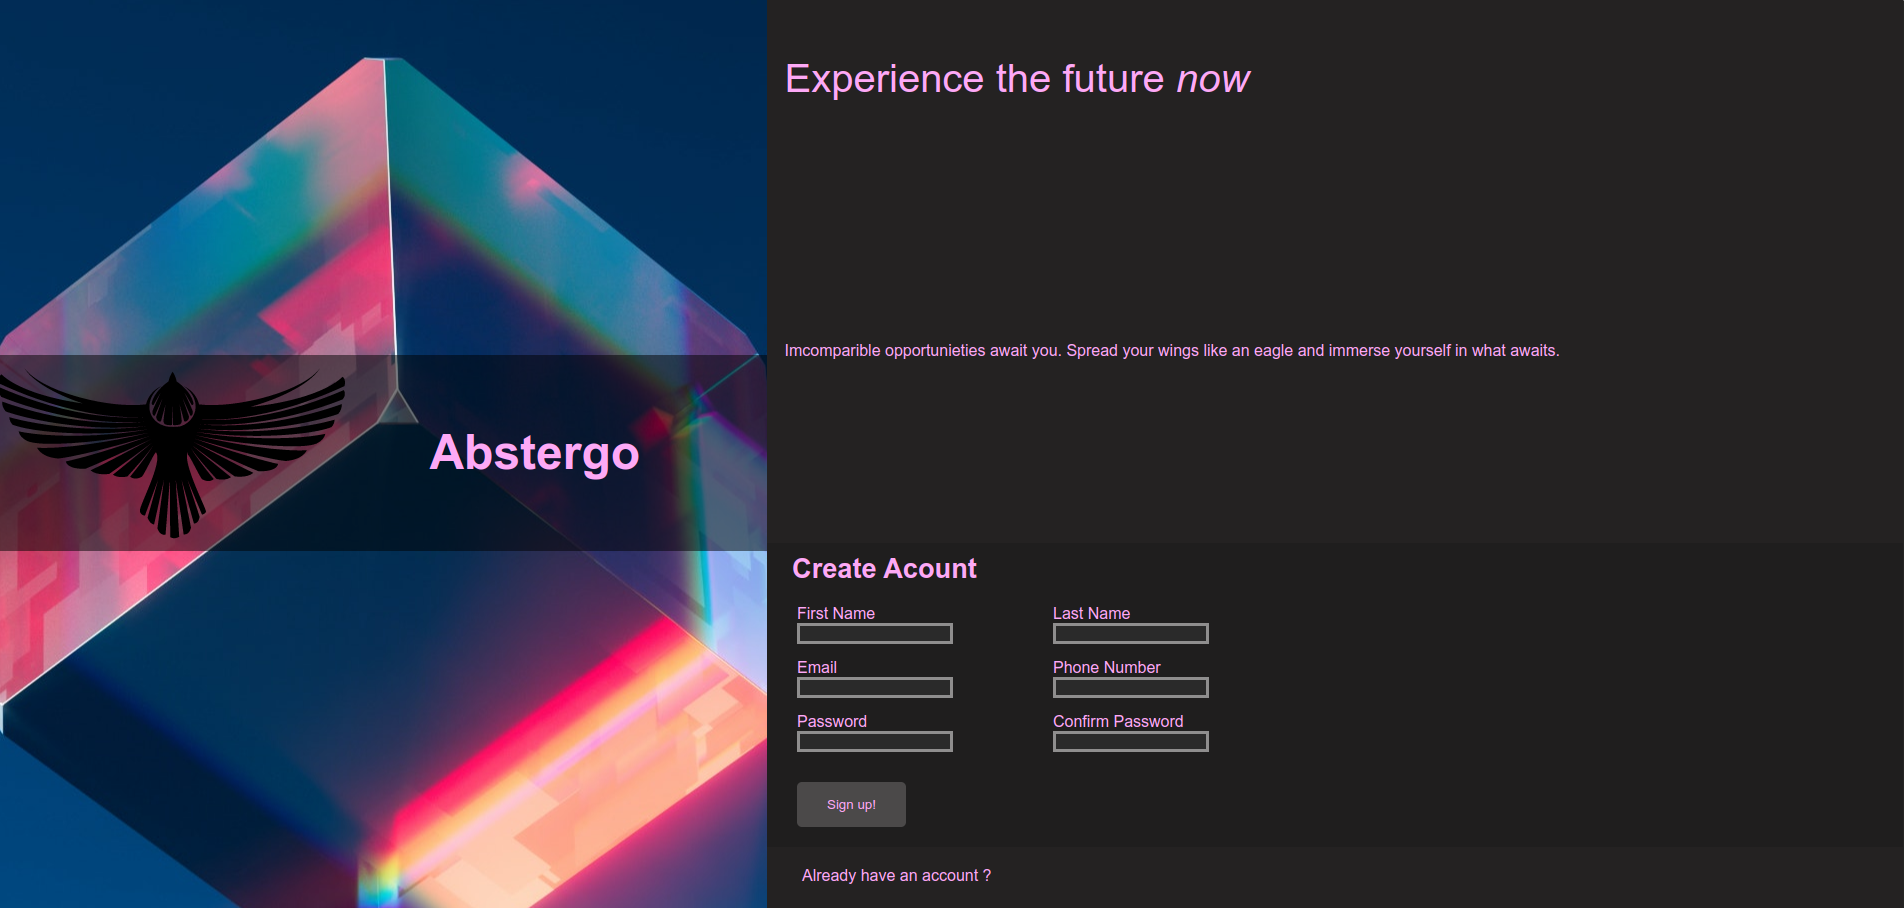 Experience the future now
Imcomparible opportunieties await you. Spread your wings like an eagle and immerse yourself in what awaits.
Abstergo
Create Acount
First Name
Last Name
Email
Phone Number
Password
Confirm Password
Sign up!
Already have an account ?